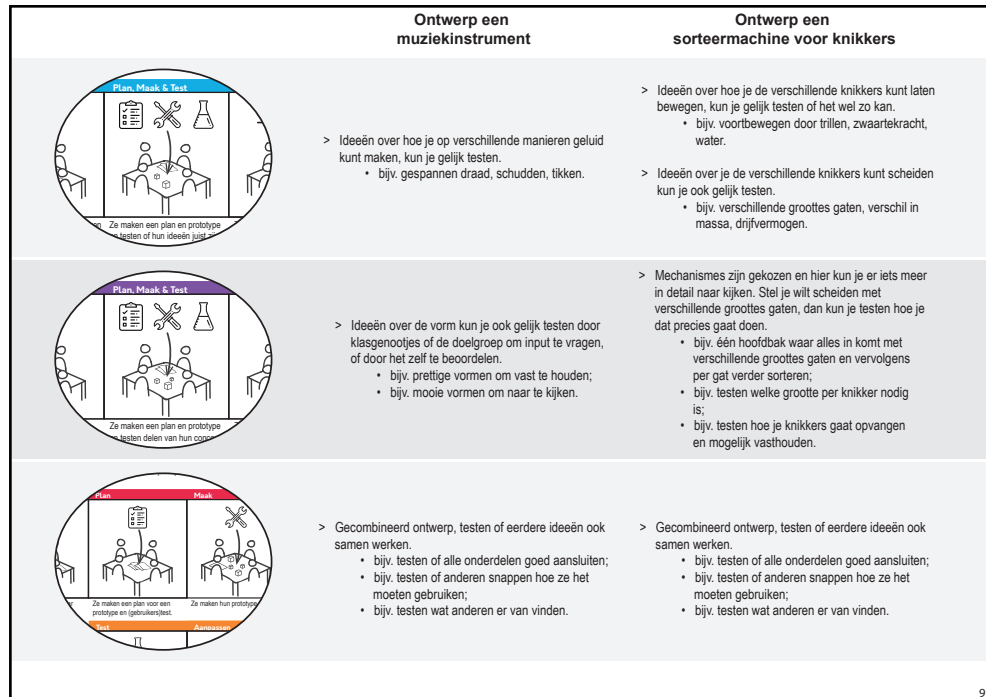 Ontwerp een
muziekinstrument
Ontwerp een
sorteermachine voor knikkers
Plan, Maak & Test
Ze maken een plan en prototype
en testen of hun ideeën juist
> Ideeën over hoe je op verschillende manieren geluid
kunt maken, kun je gelijk testen.
• bijv. gespannen draad, schudden, tikken.
> Ideeën over hoe je de verschillende knikkers kunt laten
bewegen, kun je gelijk testen of het wel zo kan.
• bijv. voortbewegen door trillen, zwaartekracht,
water.
> Ideeën over je de verschillende knikkers kunt scheiden
kun je ook gelijk testen.
• bijv. verschillende groottes gaten, verschil in
massa, drijfvermogen.
Plan, Maak & Test
Ze maken een plan en prototype
testen delen van hun
> Ideeën over de vorm kun je ook gelijk testen door
klasgenootjes of de doelgroep om input te vragen,
of door het zelf te beoordelen.
• bijv. prettige vormen om vast te houden;
• bijv. mooie vormen om naar te kijken.
> Mechanismes zijn gekozen en hier kun je er iets meer
in detail naar kijken. Stel je wilt scheiden met
verschillende groottes gaten, dan kun je testen hoe je
dat precies gaat doen.
• bijv. één hoofdbak waar alles in komt met
verschillende groottes gaten en vervolgens
per gat verder sorteren;
• bijv. testen welke grootte per knikker nodig
is;
• bijv. testen hoe je knikkers gaat opvangen
en mogelijk vasthouden.
Plan
Maak
Ze maken een plan voor een
prototype en (gebruikers)test.
Ze maken hun prototype
Test
Aanpassen
> Gecombineerd ontwerp, testen of eerdere ideeën ook
samen werken.
• bijv. testen of alle onderdelen goed aansluiten;
• bijv. testen of anderen snappen hoe ze het
moeten gebruiken;
• bijv. testen wat anderen er van vinden.
> Gecombineerd ontwerp, testen of eerdere ideeën ook
samen werken.
• bijv. testen of alle onderdelen goed aansluiten;
• bijv. testen of anderen snappen hoe ze het
moeten gebruiken;
• bijv. testen wat anderen er van vinden.
9